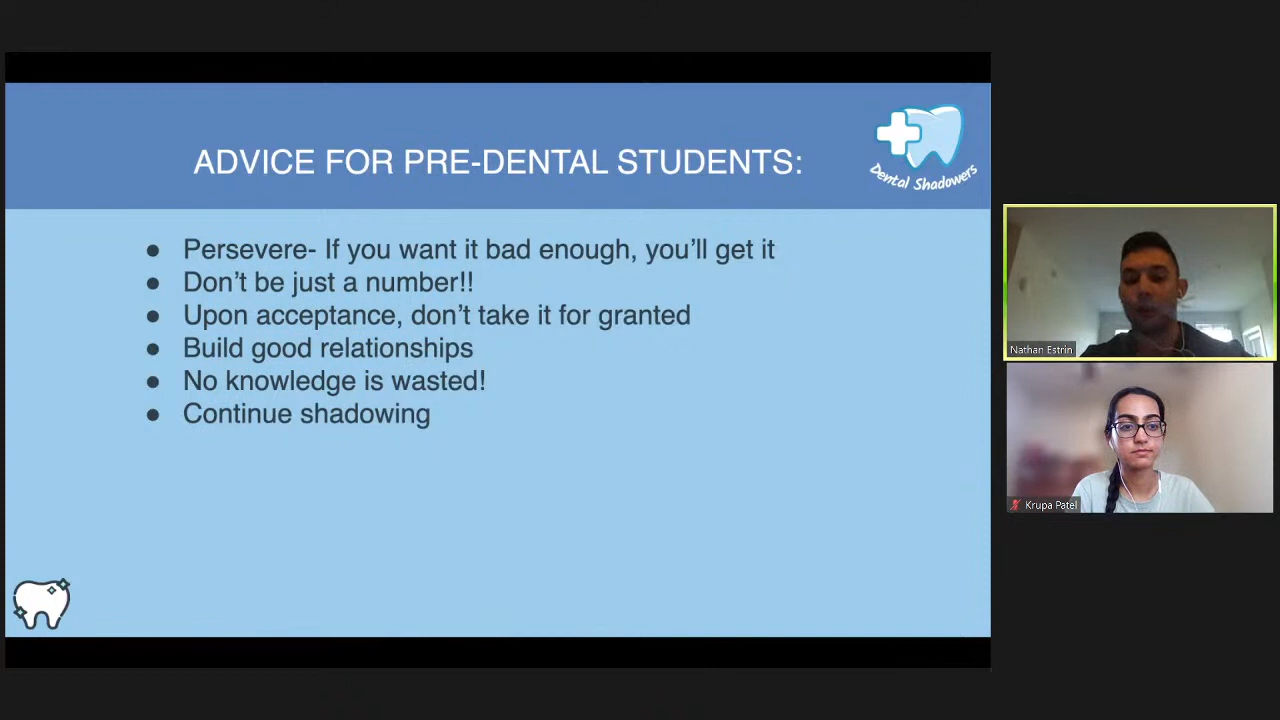 ADVICE FOR PRE-DENTAL STUDENTS:
Dental Shadowers
● Persevere- If you want it bad enough, you’ll get it
● Don’t be just a number!!
● Upon acceptance, don’t take it for granted
● Build good relationships
● No knowledge is wasted!
● Continue shadowing
Nathan Estrin
Krupa Patel